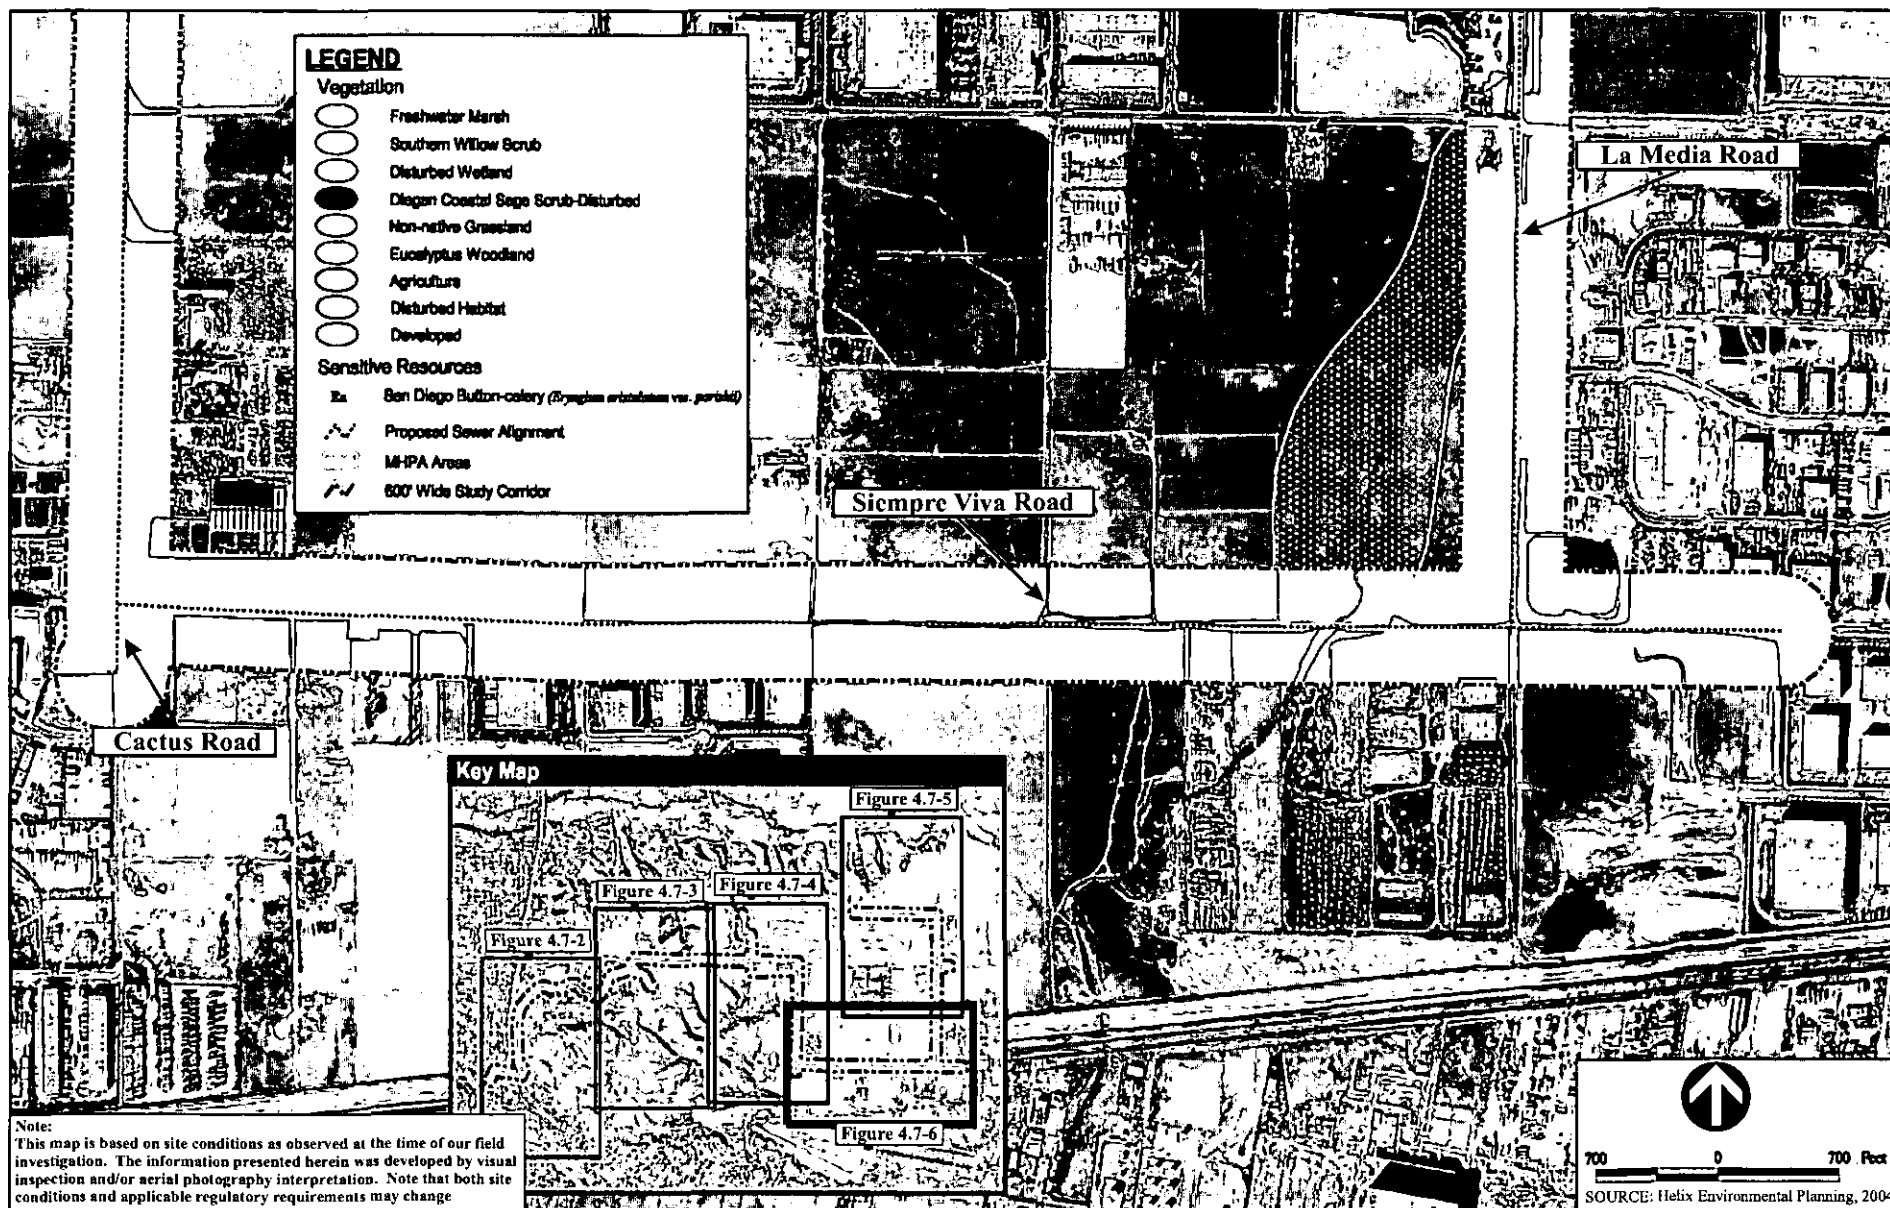 LEGEND
Vegetation
Freshwater Marsh
Southern Willow Scrub
Disturbed Wetland
Diegan Coastal Sage Scrub-Disturbed
Non-native Grassland
Eucalyptus Woodland
Agriculture
Disturbed Habitat
Developed
Sensitive Resources
Ea San Diego Button-celery (Eryngium aristulatum var. parishii)
Proposed Sewer Alignment
MHPA Areas
600' Wide Study Corridor
La Media Road
Siempre Viva Road
Cactus Road
Key Map
Figure 4.7-5
Figure 4.7-3
Figure 4.7-4
Figure 4.7-2
Figure 4.7-6
Note:
This map is based on site conditions as observed at the time of our field
investigation. The information presented herein was developed by visual
inspection and/or aerial photography interpretation. Note that both site
conditions and applicable regulatory requirements may change
700 0 700 Feet
SOURCE: Helix Environmental Planning, 2004